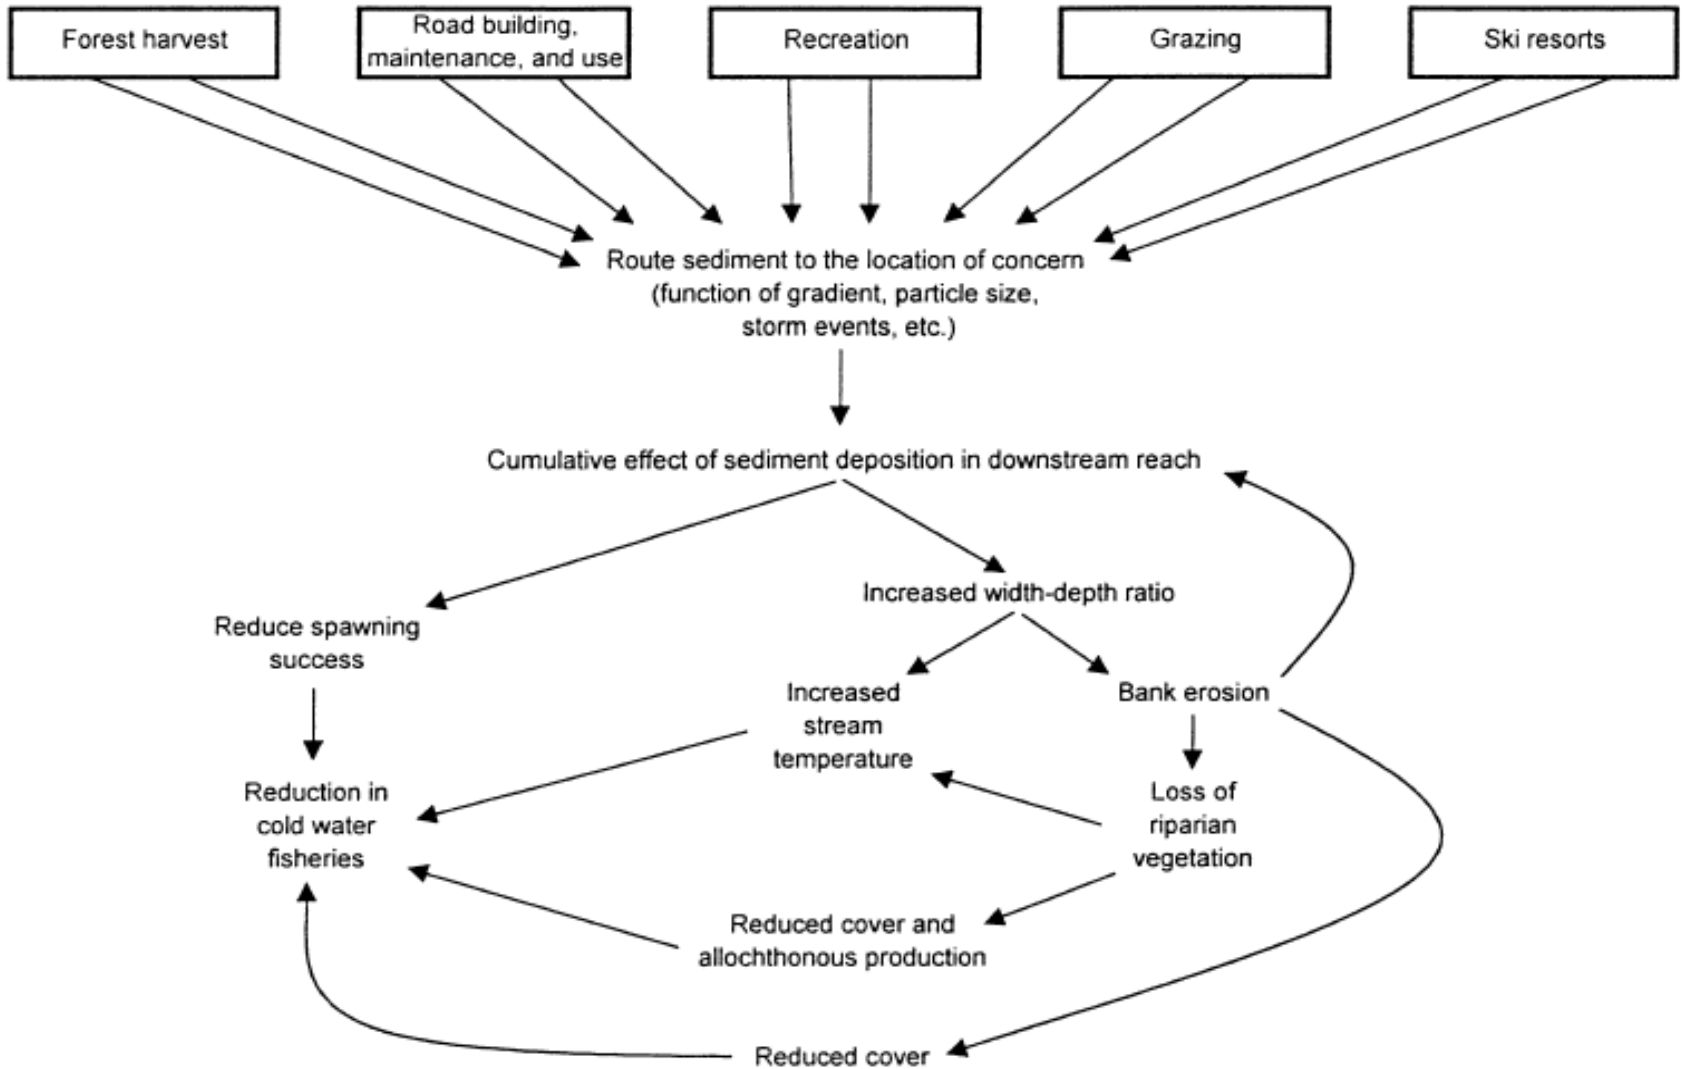 Forest harvest
Road building,
maintenance, and use
Recreation
Grazing
Ski resorts
Route sediment to the location of concern
(function of gradient, particle size,
storm events, etc.)
Cumulative effect of sediment deposition in downstream reach
Increased width-depth ratio
Reduce spawning
success
Increased
stream
temperature
Bank erosion
Reduction in
cold water
fisheries
Loss of
riparian
vegetation
Reduced cover and
allochthonous production
Reduced cover